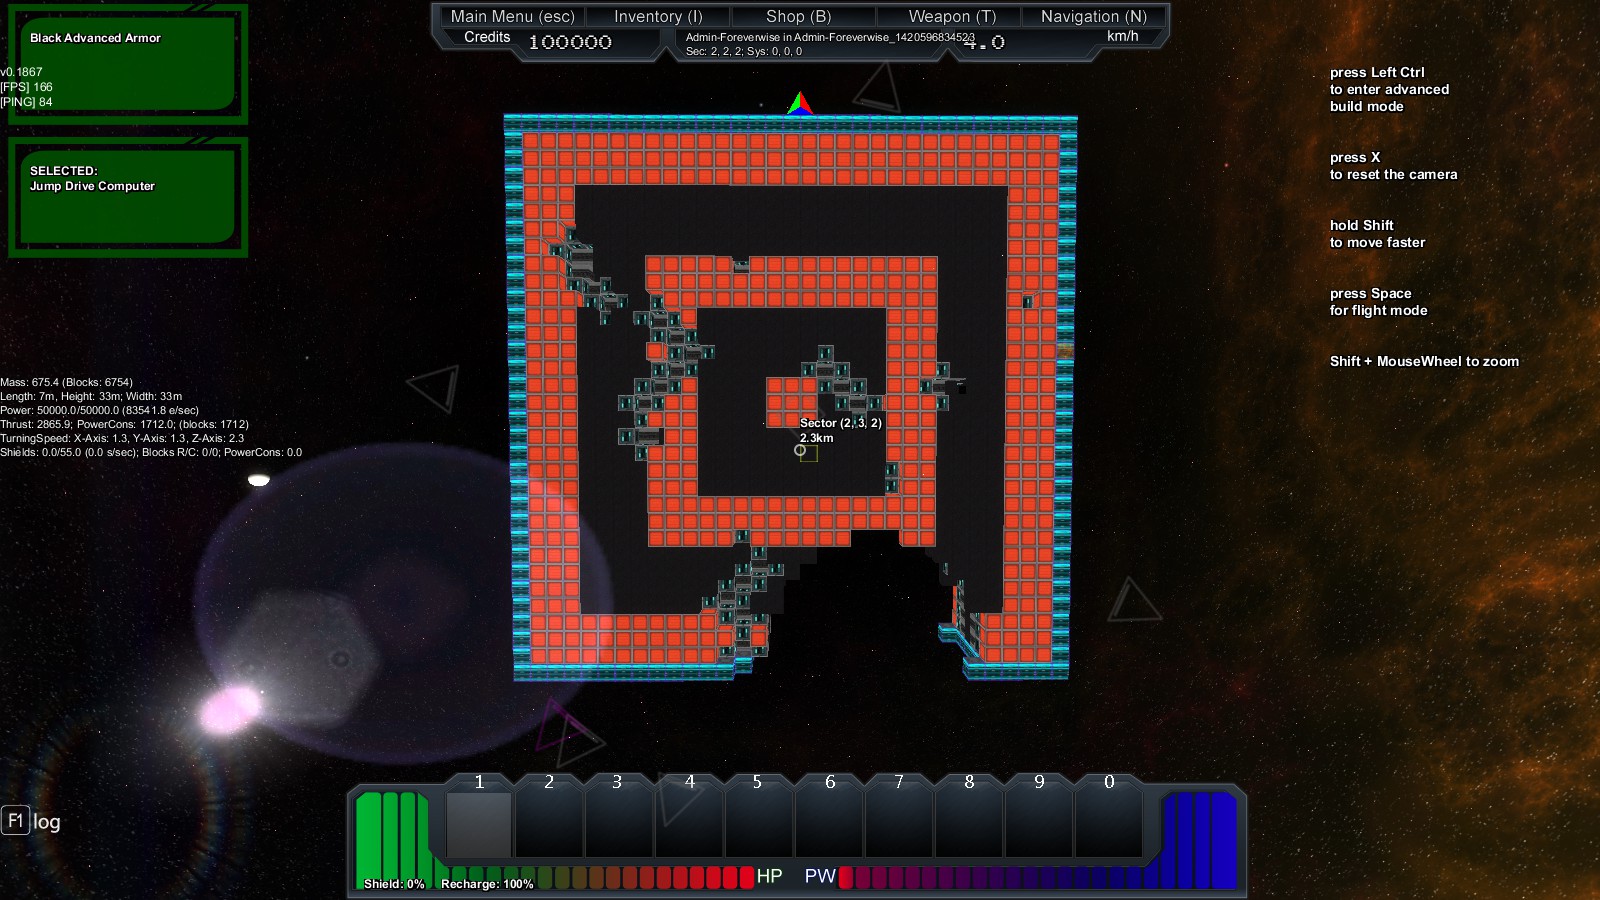 Main Menu (esc)
Inventory (I)
Shop (B)
Weapon (T)
Navigation (N)
Credits
100000
Admin-Foreverwise in Admin-Foreverwise_1420596834523
Sec: 2, 2, 2; Sys: 0, 0, 0
4.0
km/h
Black Advanced Armor
v0.1867
[FPS] 166
[PING] 84
SELECTED:
Jump Drive Computer
press Left Ctrl
to enter advanced
build mode
press X
to reset the camera
hold Shift
to move faster
press Space
for flight mode
Shift + MouseWheel to zoom
Mass: 675.4 (Blocks: 6754)
Length: 7m, Height: 33m; Width: 33m
Power: 50000.0/50000.0 (83541.8 e/sec)
Thrust: 2865.9; PowerCons: 1712.0; (blocks: 1712)
TurningSpeed: X-Axis: 1.3, Y-Axis: 1.3, Z-Axis: 2.3
Shields: 0.0/55.0 (0.0 s/sec); Blocks R/C: 0/0; PowerCons: 0.0
Sector (2, 3, 2)
2.3km
1 2 3 4 5 6 7 8 9 0
F1 log
Shield: 0%
Recharge: 100%
HP
PW